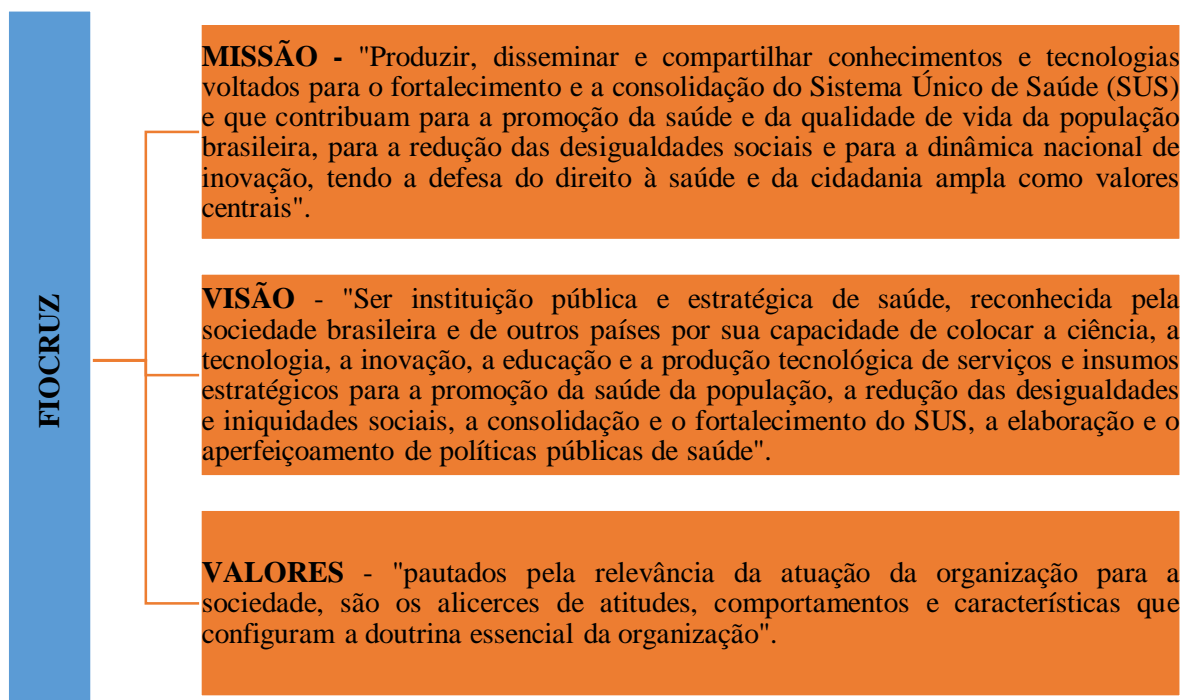 FIOCRUZ
MISSÃO - "Produzir, disseminar e compartilhar conhecimentos e tecnologias
voltados para o fortalecimento e a consolidação do Sistema Único de Saúde (SUS)
e que contribuam para a promoção da saúde e da qualidade de vida da população
brasileira, para a redução das desigualdades sociais e para a dinâmica nacional de
inovação, tendo a defesa do direito à saúde e da cidadania ampla como valores
centrais".
VISÃO - "Ser instituição pública e estratégica de saúde, reconhecida pela
sociedade brasileira e de outros países por sua capacidade de colocar a ciência, a
tecnologia, a inovação, a educação e a produção tecnológica de serviços e insumos
estratégicos para a promoção da saúde da população, a redução das desigualdades
e iniquidades sociais, a consolidação e o fortalecimento do SUS, a elaboração e o
aperfeiçoamento de políticas públicas de saúde".
VALORES - "pautados pela relevância da atuação da organização para a
sociedade, são os alicerces de atitudes, comportamentos e características que
configuram a doutrina essencial da organização".